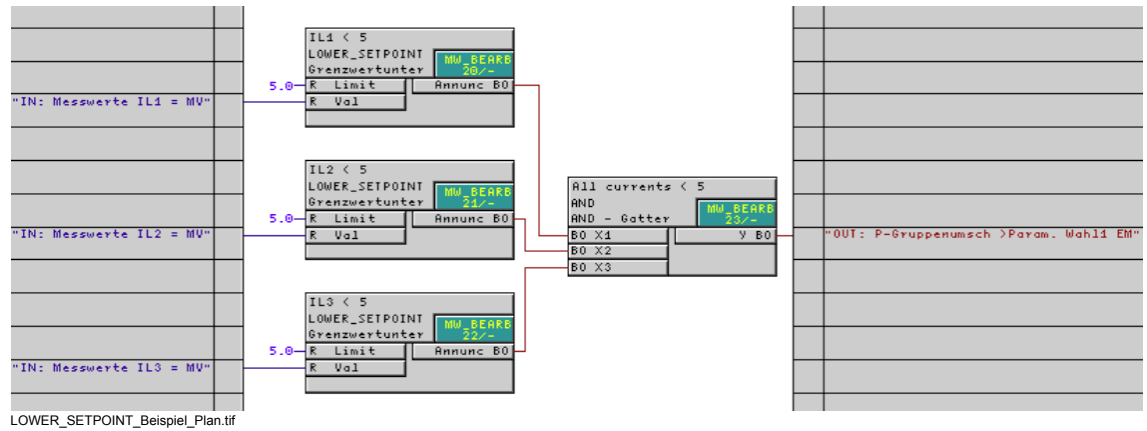 IL1 < 5
LOWER_SETPOINT
Grenzwertunter
MW_BEARB
20/-
5.0
R Limit
Annunc BO
"IN: Messwerte IL1 = MV"
R Val
IL2 < 5
LOWER_SETPOINT
Grenzwertunter
MW_BEARB
21/-
5.0
R Limit
Annunc BO
"IN: Messwerte IL2 = MV"
R Val
All currents < 5
AND
AND - Gatter
MW_BEARB
23/-
BO X1
Y BO
BO X2
BO X3
"OUT: P-Gruppenumsch >Param. Wahl1 EM"
IL3 < 5
LOWER_SETPOINT
Grenzwertunter
MW_BEARB
22/-
5.0
R Limit
Annunc BO
"IN: Messwerte IL3 = MV"
R Val
LOWER_SETPOINT_Beispiel_Plan.tif